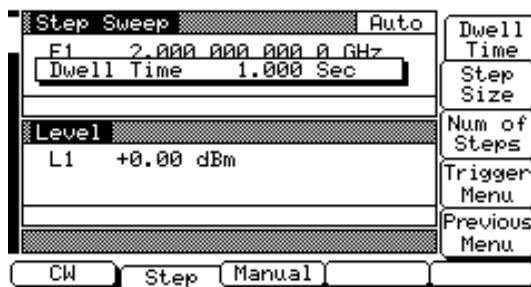 Step Sweep Auto
F1 2.000 000 000 0 GHz
Dwell Time 1.000 Sec
Level
L1 +0.00 dBm
Dwell
Time
Step
Size
Num of
Steps
Trigger
Menu
Previous
Menu
CW Step Manual